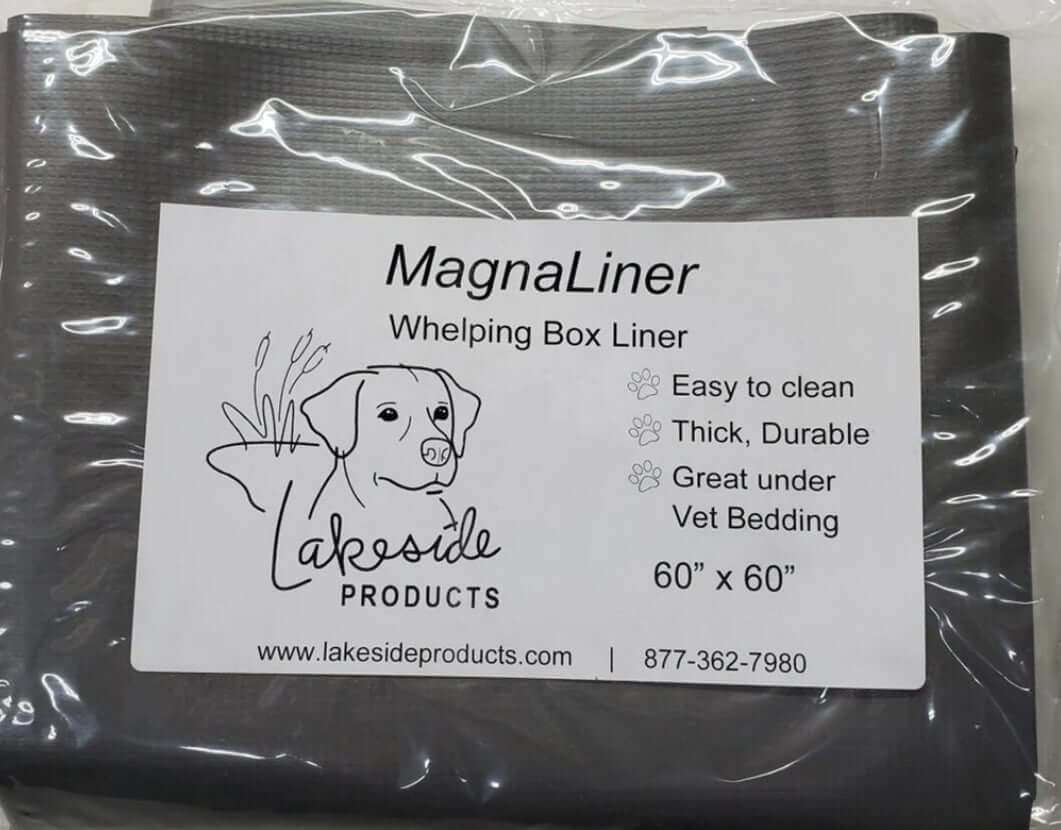 MagnaLiner
Whelping Box Liner
Easy to clean
Thick, Durable
Great under
Vet Bedding
60” x 60”
Lakeside
PRODUCTS
www.lakesideproducts.com | 877-362-7980